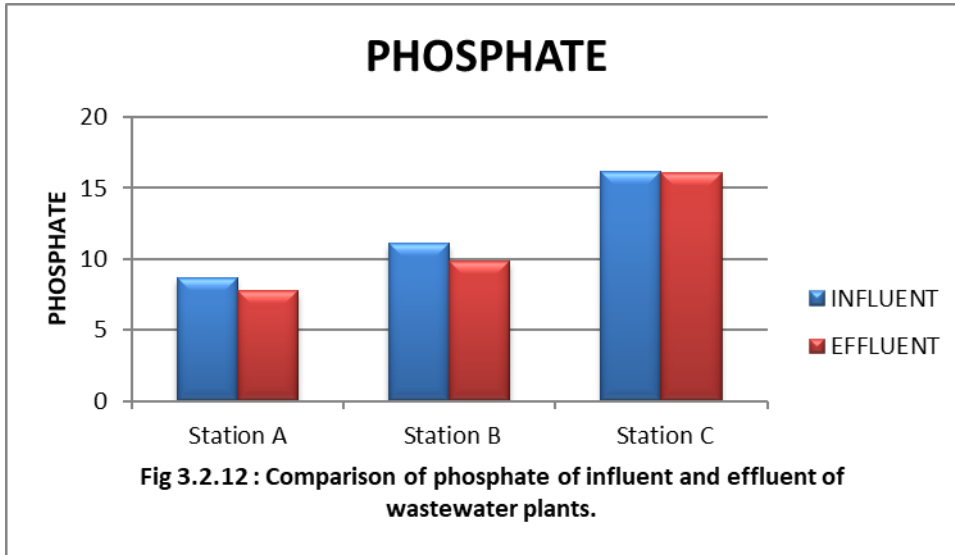 PHOSPHATE
20
15
10
5
0
PHOSPHATE
Station A
Station B
Station C
INFLUENT
EFFLUENT
Fig 3.2.12 : Comparison of phosphate of influent and effluent of
wastewater plants.